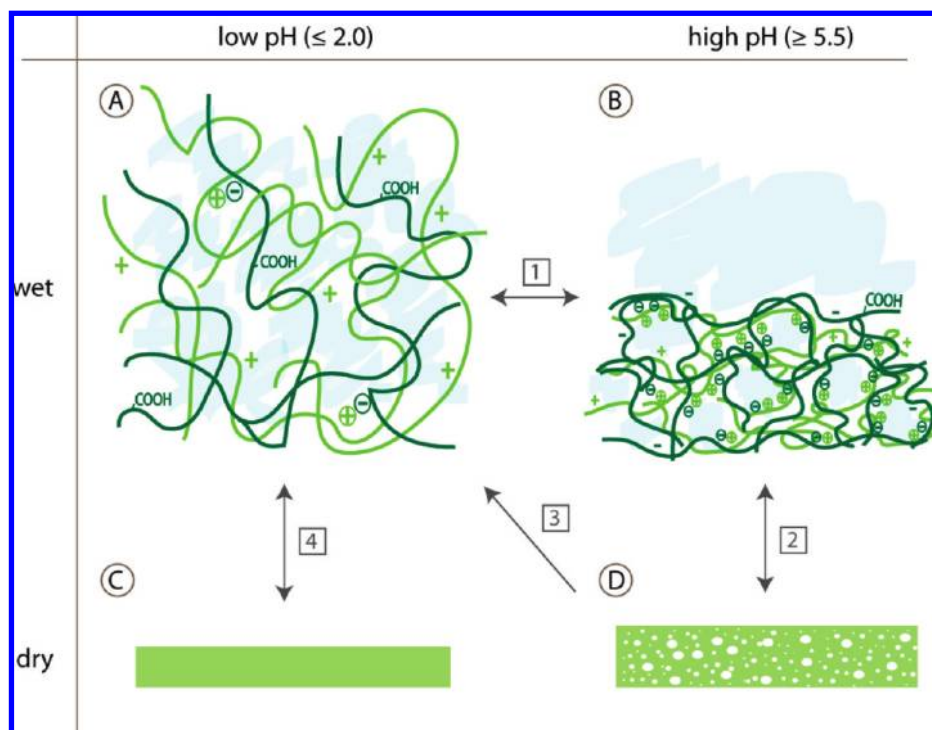 low pH (≤ 2.0)
high pH (≥ 5.5)
A
B
+
COOH
-
COOH
⊕ ⊖
+
wet
+
COOH
1
+
+
COOH
⊕ ⊖
4
3
2
C
D
dry